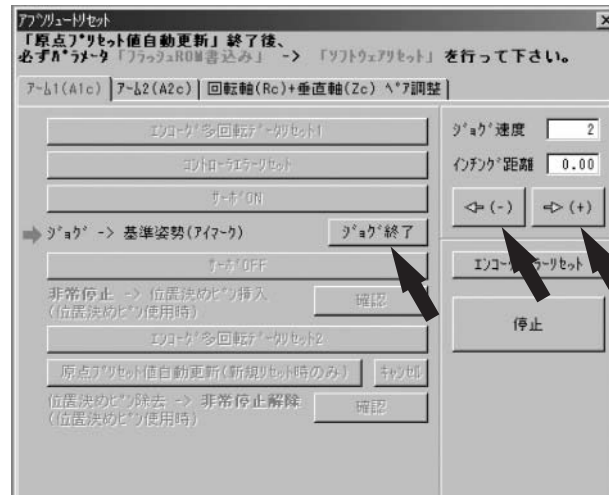 アブソリュートリセット
「原点プリセット値自動更新」終了後、
必ずパラメータ「フラッシュROM書込み」 -> 「ソフトウェアリセット」 を行って下さい。
アーム1(A1c) アーム2(A2c) 回転軸(Rc)+垂直軸(Zc) ペア調整
エンコーダ多回転データリセット1
コントローラエラーリセット
サーボON
ジョグ -> 基準姿勢(アイマーク) ジョグ終了
サーボOFF
非常停止 -> 位置決めピン挿入
(位置決めピン使用時) 確認
エンコーダ多回転データリセット2
原点プリセット値自動更新(新規リセット時のみ) キャンセル
位置決めピン除去 -> 非常停止解除
(位置決めピン使用時) 確認
ジョグ速度 2
インチング距離 0.00
(-) (+)
ラーリセット
停止